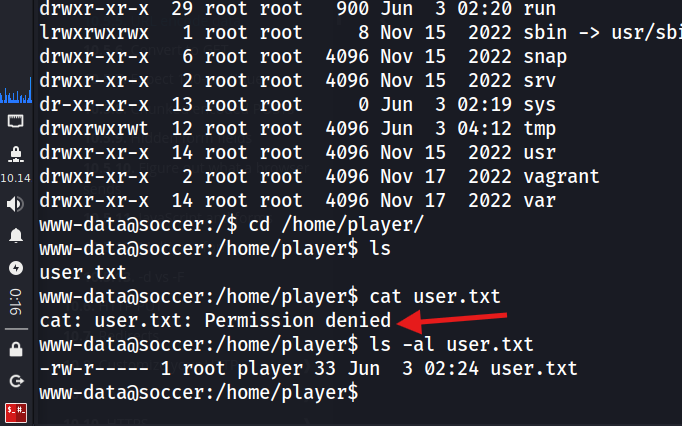 drwxr-xr-x  29 root root   900 Jun  3 02:20 run
lrwxrwxrwx   1 root root     8 Nov 15  2022 sbin -> usr/sbi
drwxr-xr-x   6 root root  4096 Nov 15  2022 snap
drwxr-xr-x   2 root root  4096 Nov 15  2022 srv
dr-xr-xr-x  13 root root     0 Jun  3 02:19 sys
drwxrwxrwt  12 root root  4096 Jun  3 04:12 tmp
drwxr-xr-x  14 root root  4096 Nov 15  2022 usr
drwxr-xr-x   2 root root  4096 Nov 17  2022 vagrant
drwxr-xr-x  14 root root  4096 Nov 17  2022 var
www-data@soccer:/$ cd /home/player/
www-data@soccer:/home/player$ ls
user.txt
www-data@soccer:/home/player$ cat user.txt
cat: user.txt: Permission denied
www-data@soccer:/home/player$ ls -al user.txt
-rw-r----- 1 root player 33 Jun  3 02:24 user.txt
www-data@soccer:/home/player$
10.14
0:16